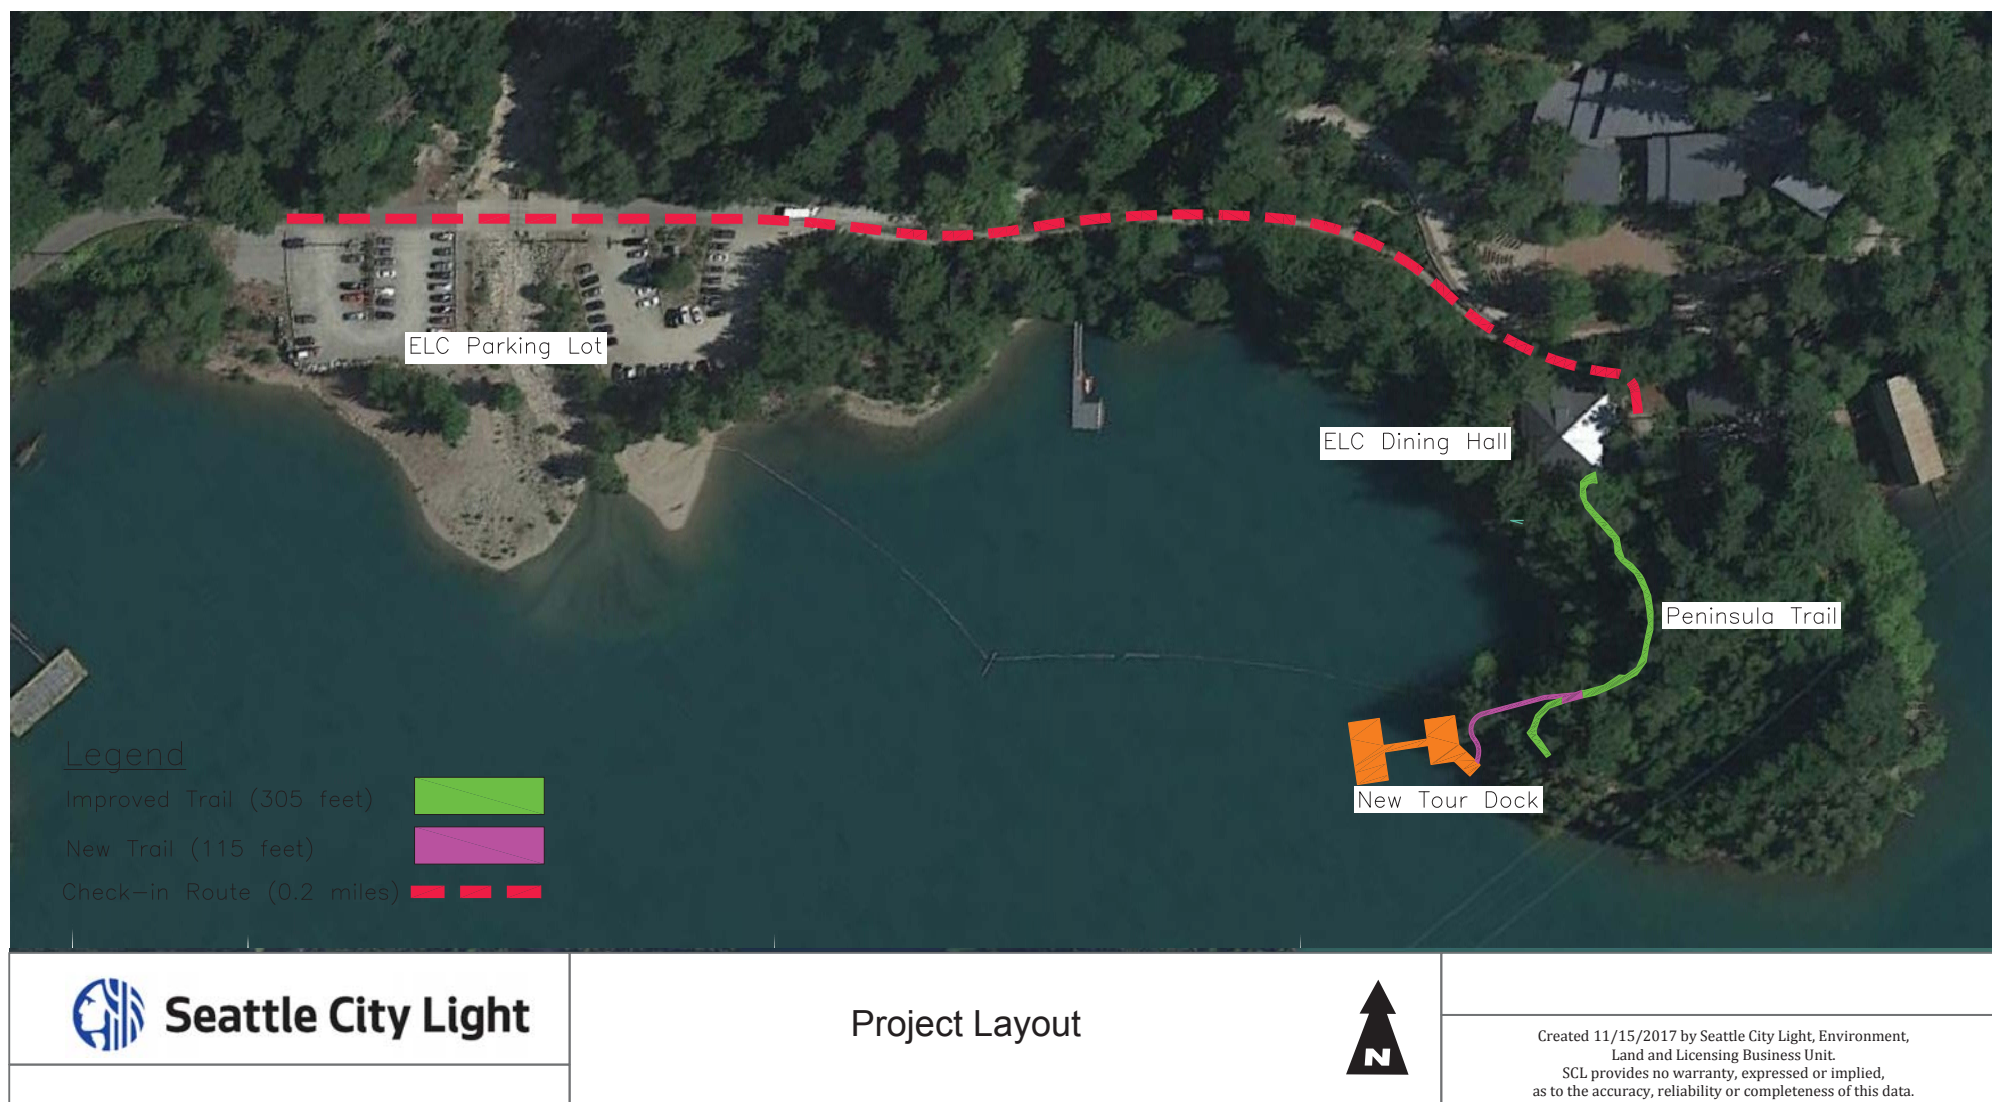 ELC Parking Lot
ELC Dining Hall
Peninsula Trail
New Tour Dock
Legend
Improved Trail (305 feet)
New Trail (115 feet)
Check-in Route (0.2 miles)
Seattle City Light
Project Layout
N
Created 11/15/2017 by Seattle City Light, Environment,
Land and Licensing Business Unit.
SCL provides no warranty, expressed or implied,
as to the accuracy, reliability or completeness of this data.